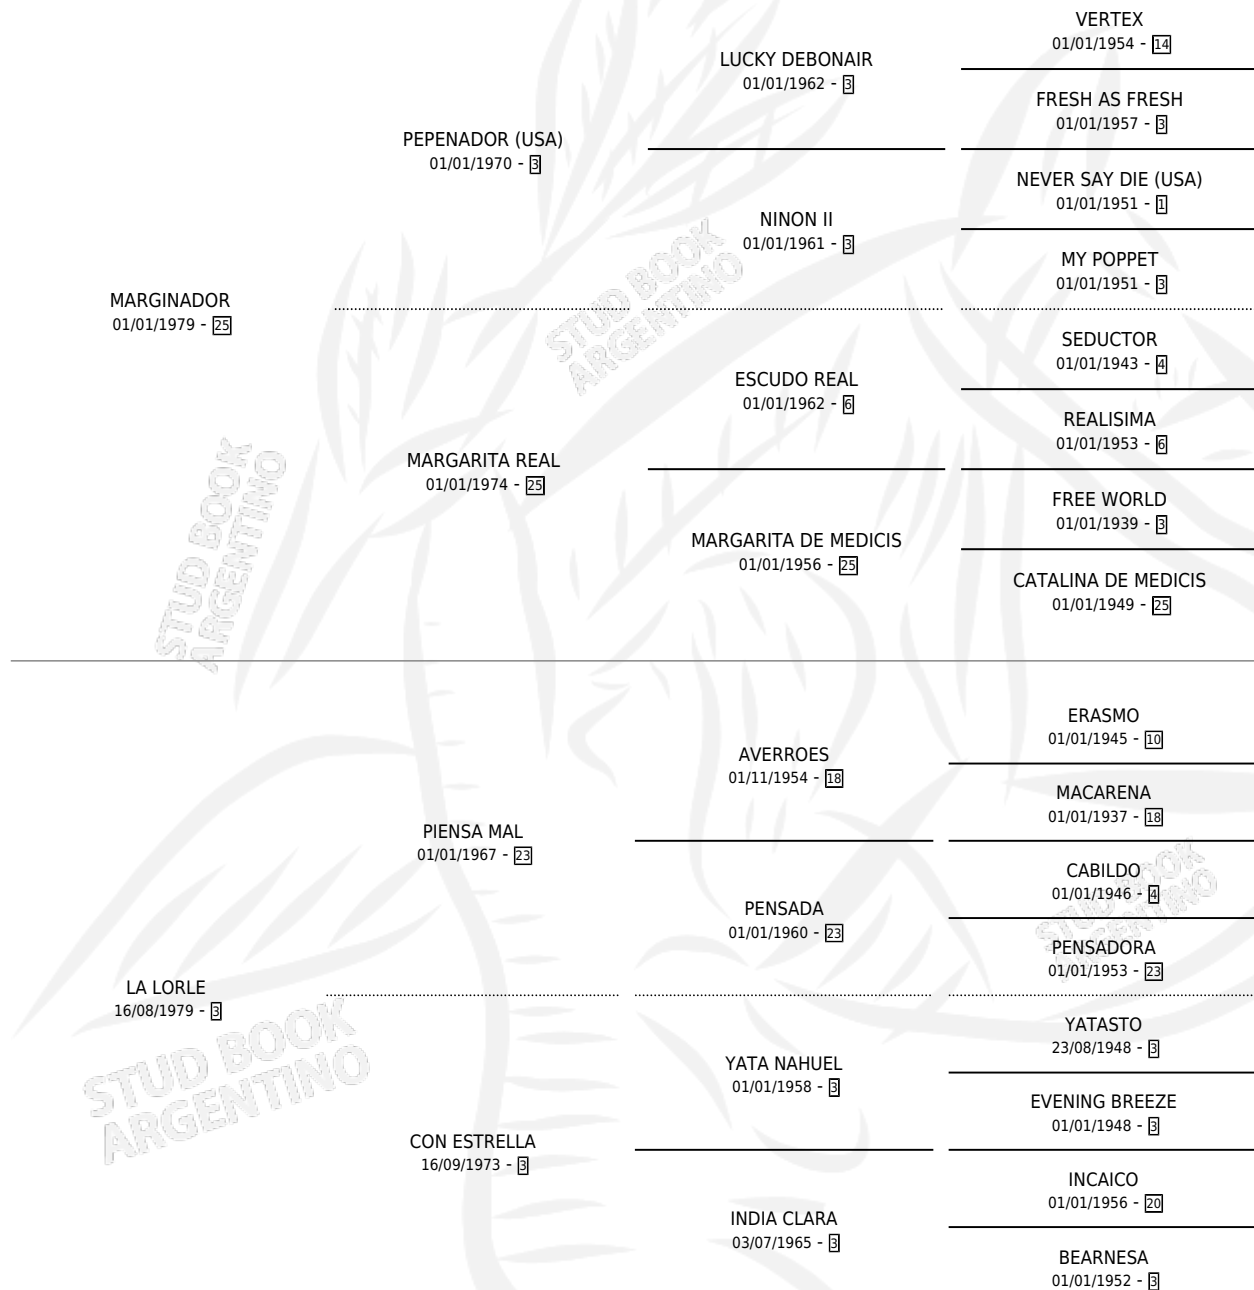 VERTEX
01/01/1954 - 14
LUCKY DEBONAIR
01/01/1962 - 3
FRESH AS FRESH
01/01/1957 - 3
PEPENADOR (USA)
01/01/1970 - 3
NEVER SAY DIE (USA)
01/01/1951 - 1
NINON II
01/01/1961 - 3
MY POPPET
01/01/1951 - 3
MARGINADOR
01/01/1979 - 25
SEDUCTOR
01/01/1943 - 4
ESCUDO REAL
01/01/1962 - 6
REALISIMA
01/01/1953 - 6
MARGARITA REAL
01/01/1974 - 25
FREE WORLD
01/01/1939 - 3
MARGARITA DE MEDICIS
01/01/1956 - 25
CATALINA DE MEDICIS
01/01/1949 - 25
ERASMO
01/01/1945 - 10
AVERROES
01/11/1954 - 18
MACARENA
01/01/1937 - 18
PIENSA MAL
01/01/1967 - 23
CABILDO
01/01/1946 - 4
PENSADA
01/01/1960 - 23
PENSADORA
01/01/1953 - 23
LA LORLE
16/08/1979 - 3
YATASTO
23/08/1948 - 3
YATA NAHUEL
01/01/1958 - 3
EVENING BREEZE
01/01/1948 - 3
CON ESTRELLA
16/09/1973 - 3
INCAICO
01/01/1956 - 20
INDIA CLARA
03/07/1965 - 3
BEARNESA
01/01/1952 - 3
STUD BOOK
ARGENTINO
STUD BOOK
ARGENTINO
STUD BOOK
ARGENTINO
STUD BOOK
ARGENTINO